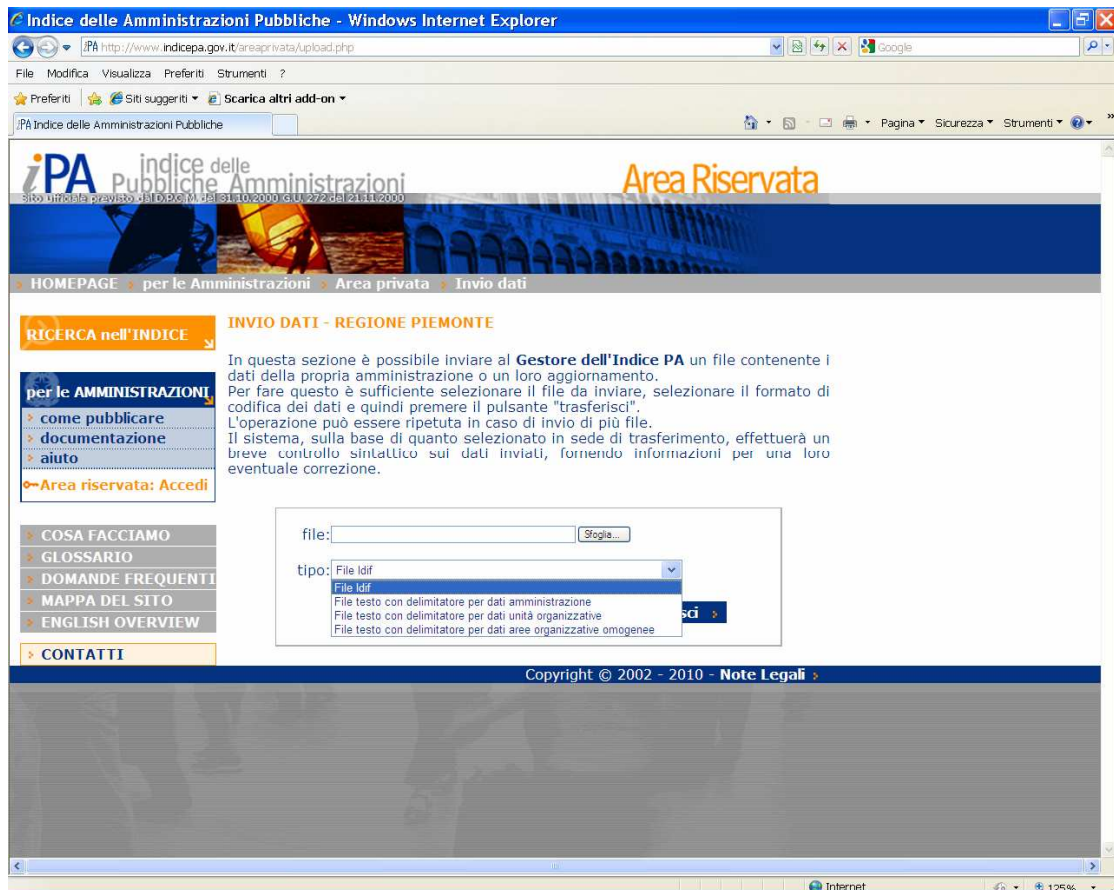 Indice delle Amministrazioni Pubbliche - Windows Internet Explorer
iPA http://www.indicepa.gov.it/areaprivata/upload.php
Google
File Modifica Visualizza Preferiti Strumenti ?
Preferiti Siti suggeriti Scarica altri add-on
iPA Indice delle Amministrazioni Pubbliche
Pagina Sicurezza Strumenti
iPA indice delle
Pubbliche Amministrazioni
Area Riservata
Sito ufficiale previsto dal D.P.C.M. del 31.10.2000 G.U. 272 del 21.11.2000
HOMEPAGE per le Amministrazioni Area privata Invio dati
RICERCA nell'INDICE
per le AMMINISTRAZIONI
come pubblicare
documentazione
aiuto
Area riservata: Accedi
COSA FACCIAMO
GLOSSARIO
DOMANDE FREQUENTI
MAPPA DEL SITO
ENGLISH OVERVIEW
CONTATTI
INVIO DATI - REGIONE PIEMONTE
In questa sezione è possibile inviare al Gestore dell'Indice PA un file contenente i
dati della propria amministrazione o un loro aggiornamento.
Per fare questo è sufficiente selezionare il file da inviare, selezionare il formato di
codifica dei dati e quindi premere il pulsante "trasferisci".
L'operazione può essere ripetuta in caso di invio di più file.
Il sistema, sulla base di quanto selezionato in sede di trasferimento, effettuerà un
breve controllo sintattico sui dati inviati, fornendo informazioni per una loro
eventuale correzione.
file: Sfoglia...
tipo: File ldif
File ldif
File testo con delimitatore per dati amministrazione
File testo con delimitatore per dati unità organizzative
File testo con delimitatore per dati aree organizzative omogenee
sci
Copyright © 2002 - 2010 - Note Legali
Internet
125%